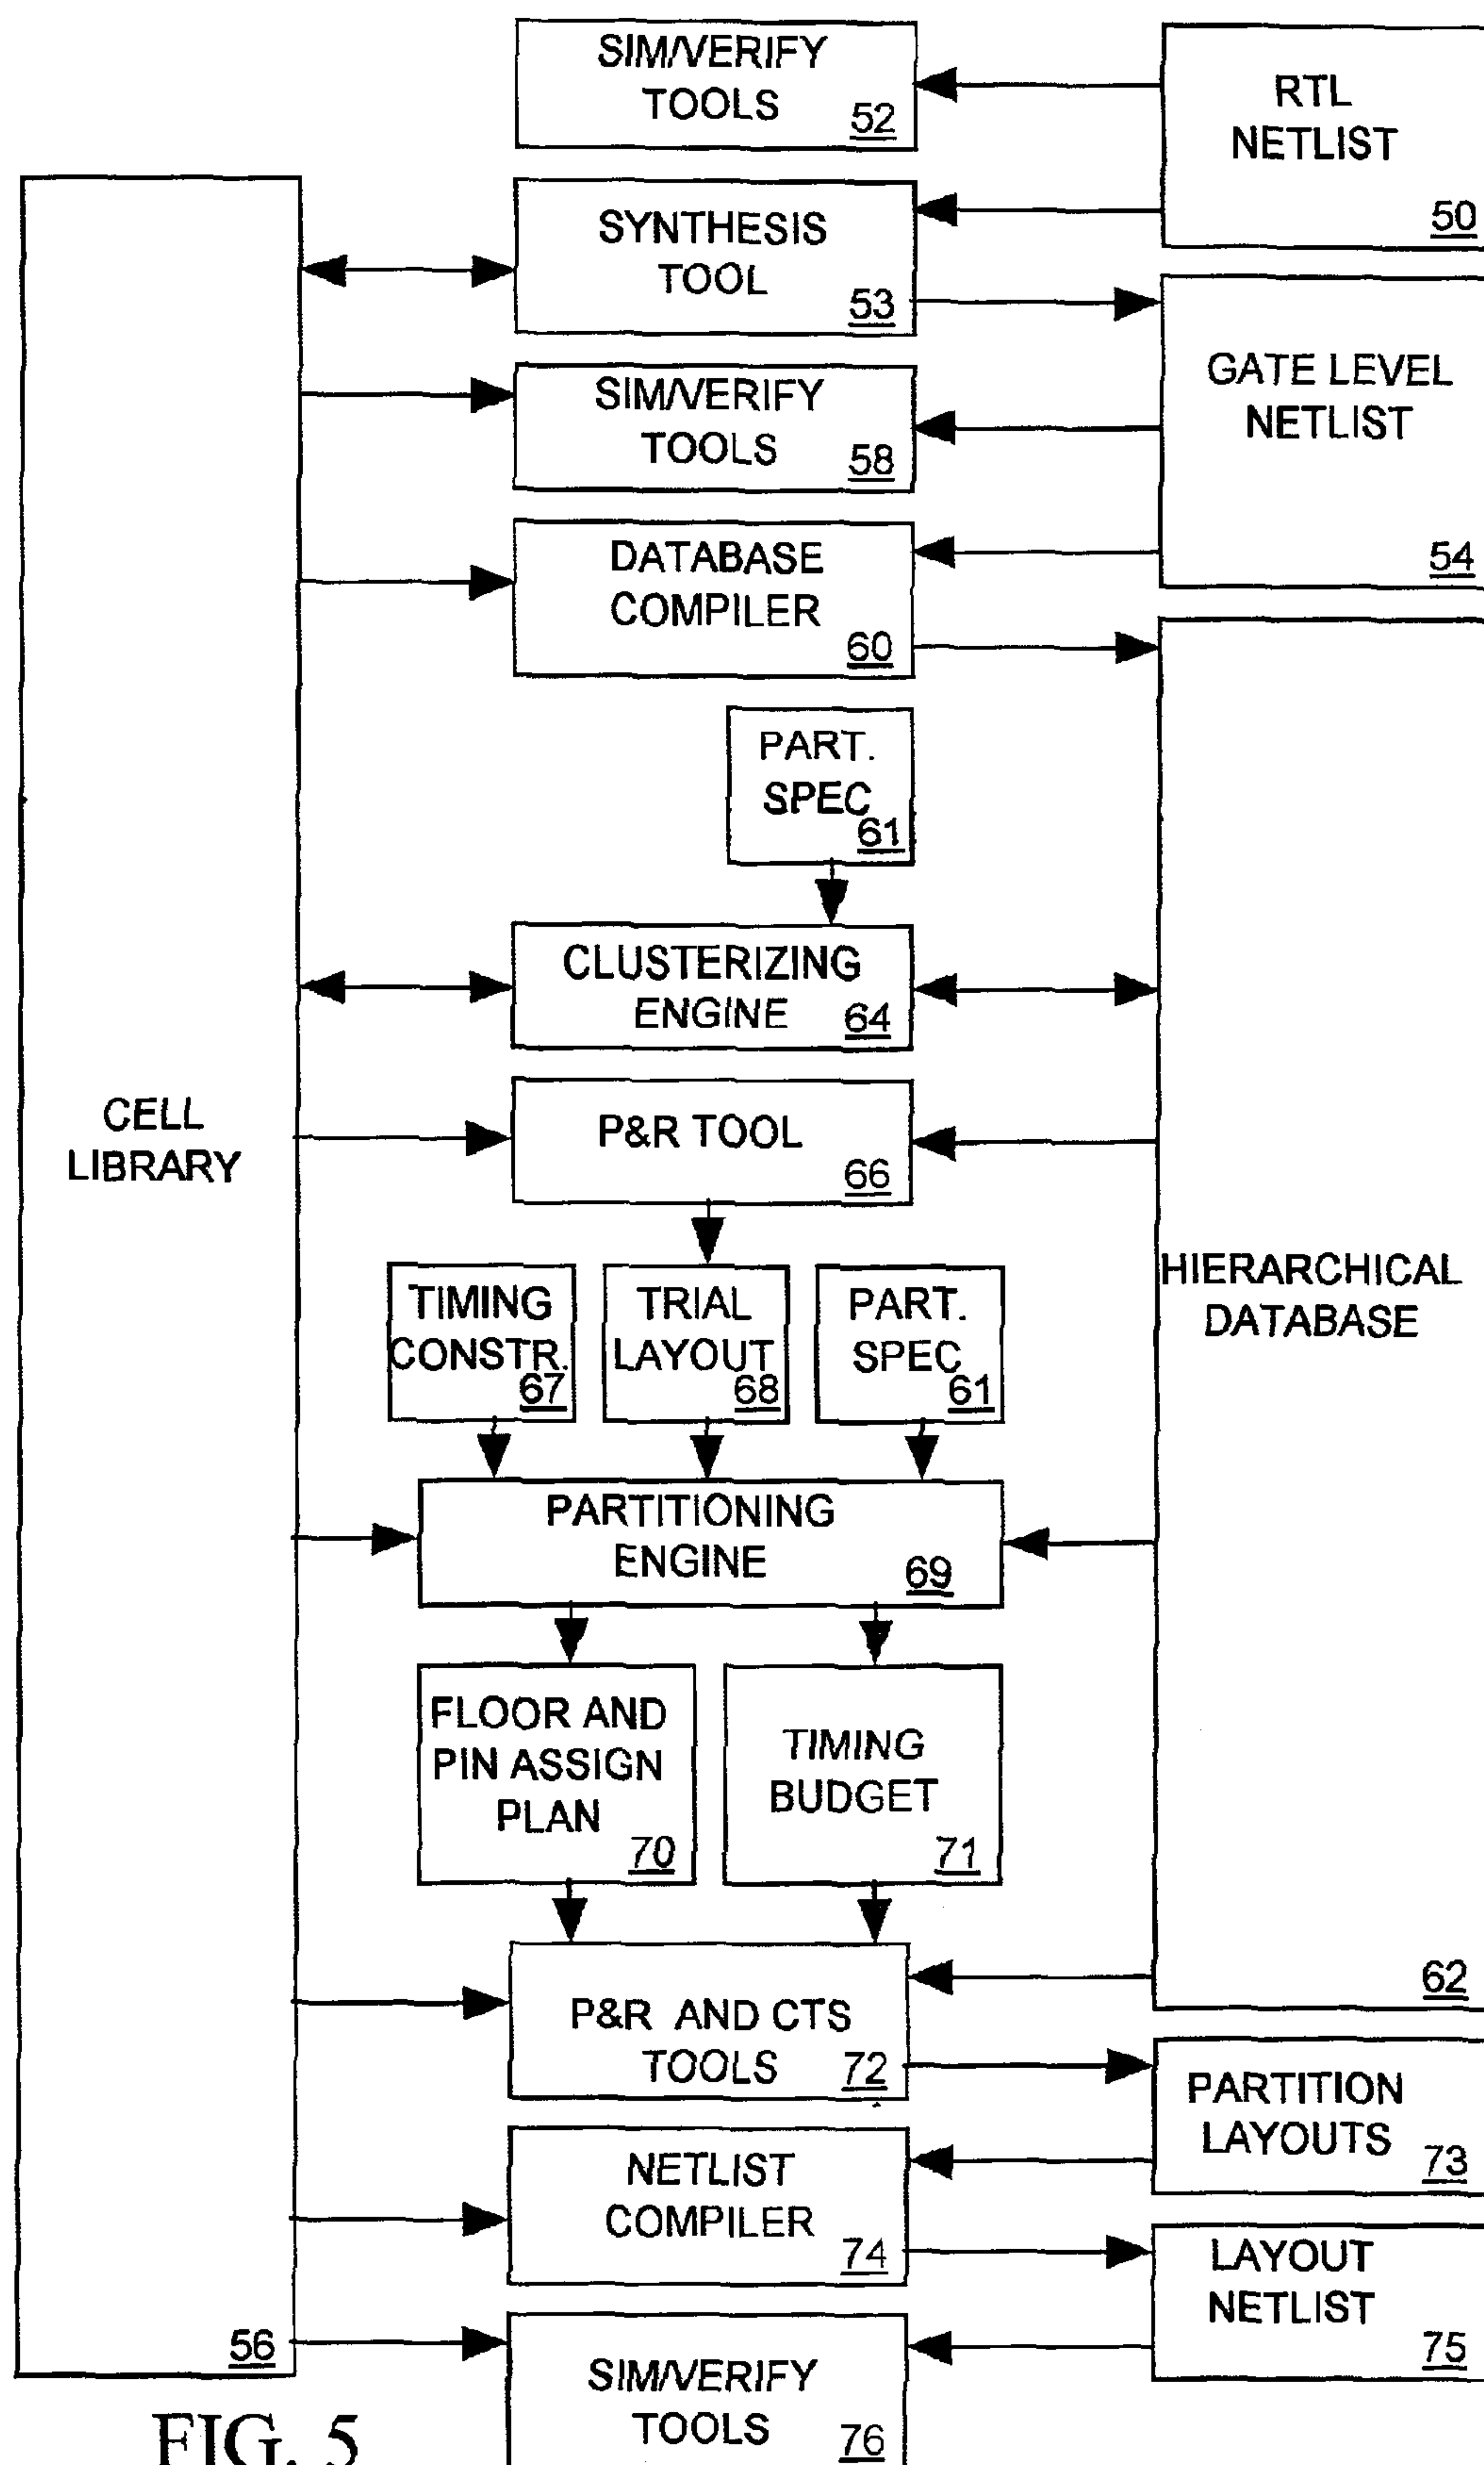 SIM/VERIFY
TOOLS
52
RTL
NETLIST
50
SYNTHESIS
TOOL
53
GATE LEVEL
NETLIST
54
SIM/VERIFY
TOOLS
58
DATABASE
COMPILER
60
PART.
SPEC
61
CLUSTERIZING
ENGINE
64
CELL
LIBRARY
56
P&R TOOL
66
HIERARCHICAL
DATABASE
62
TIMING
CONSTR.
67
TRIAL
LAYOUT
68
PART.
SPEC
61
PARTITIONING
ENGINE
69
FLOOR AND
PIN ASSIGN
PLAN
70
TIMING
BUDGET
71
P&R AND CTS
TOOLS
72
PARTITION
LAYOUTS
73
NETLIST
COMPILER
74
LAYOUT
NETLIST
75
SIM/VERIFY
TOOLS
76
FIG. 5